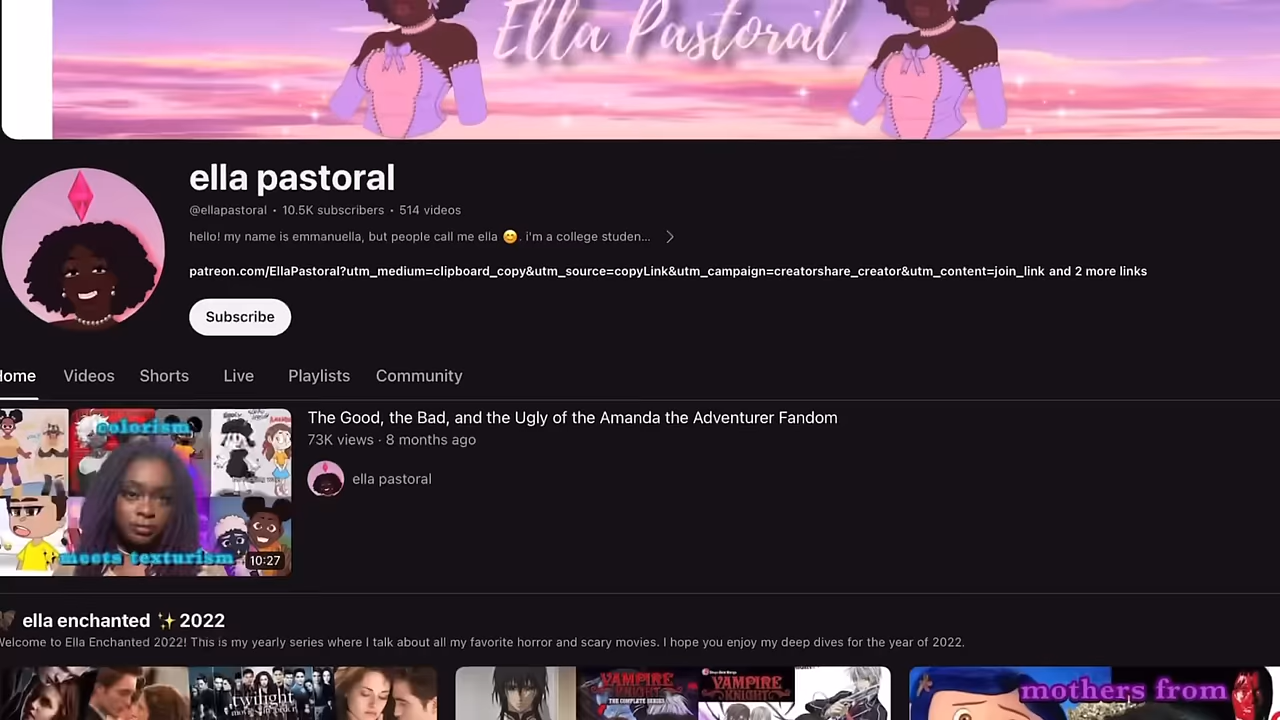 Ella Pastoral
ella pastoral
@ellapastoral • 10.5K subscribers • 514 videos
hello! my name is emmanuella, but people call me ella 😊. i'm a college studen...
patreon.com/EllaPastoral?utm_medium=clipboard_copy&utm_source=copyLink&utm_campaign=creatorshare_creator&utm_content=join_link and 2 more links
Subscribe
Home Videos Shorts Live Playlists Community
The Good, the Bad, and the Ugly of the Amanda the Adventurer Fandom
73K views · 8 months ago
ella pastoral
colorism
meets texturism
10:27
ella enchanted ✨ 2022
Welcome to Ella Enchanted 2022! This is my yearly series where I talk about all my favorite horror and scary movies. I hope you enjoy my deep dives for the year of 2022.
twilight
VAMPIRE KNIGHT
THE COMPLETE SERIES
VAMPIRE KNIGHT
mothers from